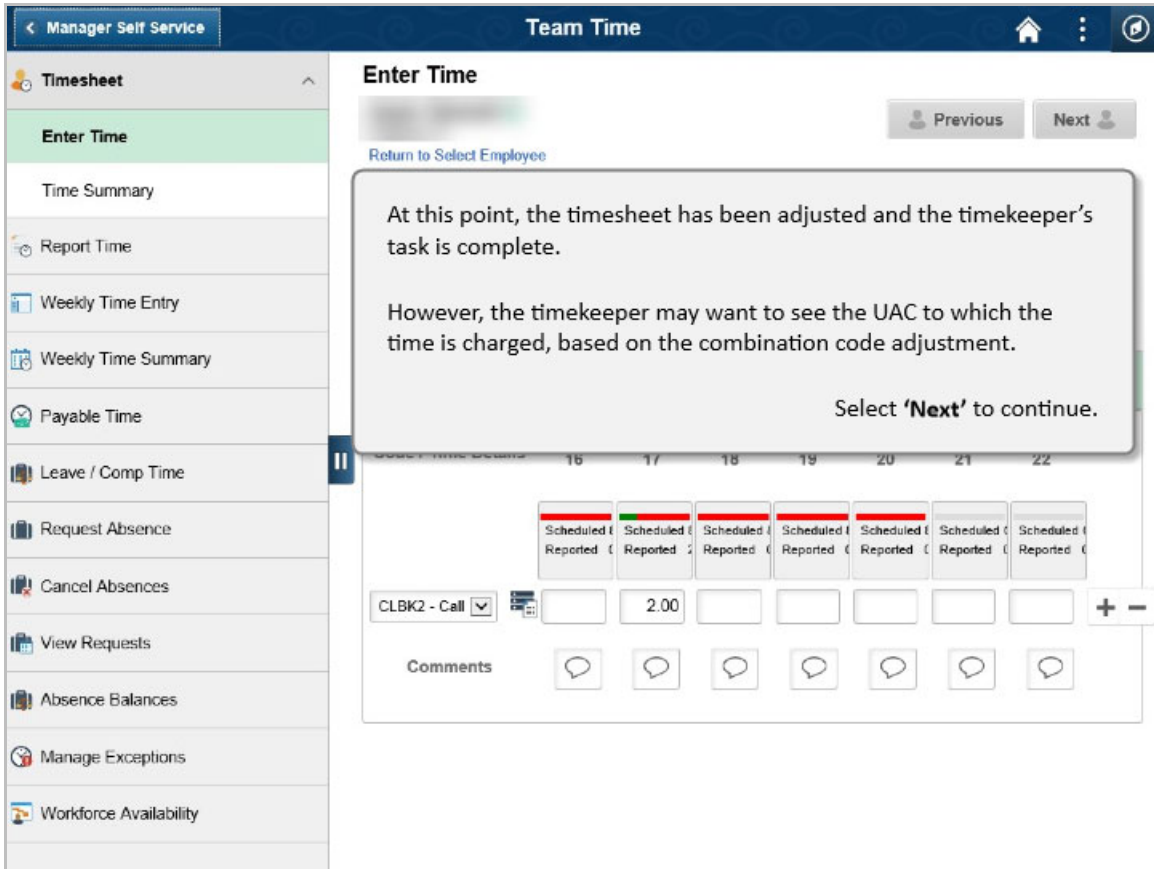 Manager Self Service
Team Time
Timesheet
Enter Time
Time Summary
Report Time
Weekly Time Entry
Weekly Time Summary
Payable Time
Leave / Comp Time
Request Absence
Cancel Absences
View Requests
Absence Balances
Manage Exceptions
Workforce Availability
Enter Time
Previous
Next
Return to Select Employee
At this point, the timesheet has been adjusted and the timekeeper’s
task is complete.
However, the timekeeper may want to see the UAC to which the
time is charged, based on the combination code adjustment.
Select ‘Next’ to continue.
16 17 18 19 20 21 22
Scheduled Scheduled Scheduled Scheduled Scheduled Scheduled Scheduled
Reported Reported Reported Reported Reported Reported Reported
CLBK2 - Call 2.00
Comments